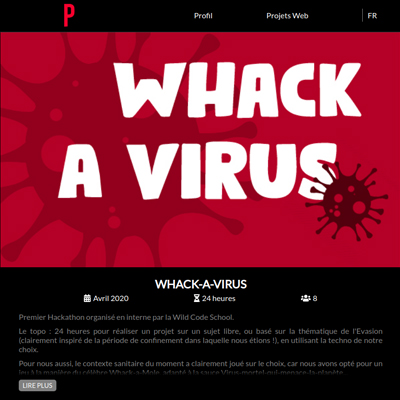 P
Profil
Projets Web
FR
WHACK
A VIRUS
WHACK-A-VIRUS
Avril 2020
24 heures
8
Premier Hackathon organisé en interne par la Wild Code School.
Le topo : 24 heures pour réaliser un projet sur un sujet libre, ou basé sur la thématique de l'Evasion
(clairement inspiré de la période de confinement dans laquelle nous étions !), en utilisant la techno de notre
choix.
Pour nous aussi, le contexte sanitaire du moment a clairement joué sur le choix, car nous avons opté pour un
jeu à la manière du célèbre Whack-a-Mole, adapté à la sauce Virus-mortel-qui-menace-la-planète.
LIRE PLUS